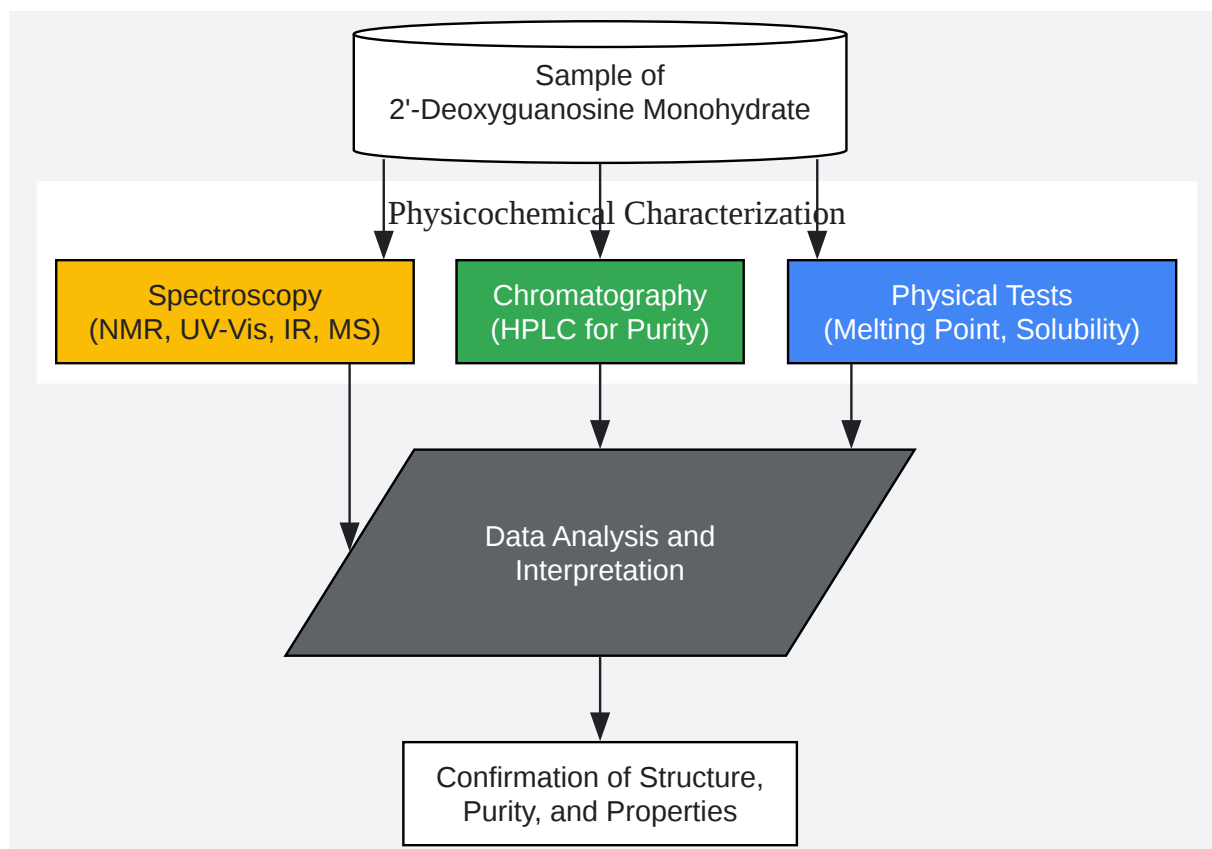 Sample of
2'-Deoxyguanosine Monohydrate
Physicochemical Characterization
Spectroscopy
(NMR, UV-Vis, IR, MS)
Chromatography
(HPLC for Purity)
Physical Tests
(Melting Point, Solubility)
Data Analysis and
Interpretation
Confirmation of Structure,
Purity, and Properties